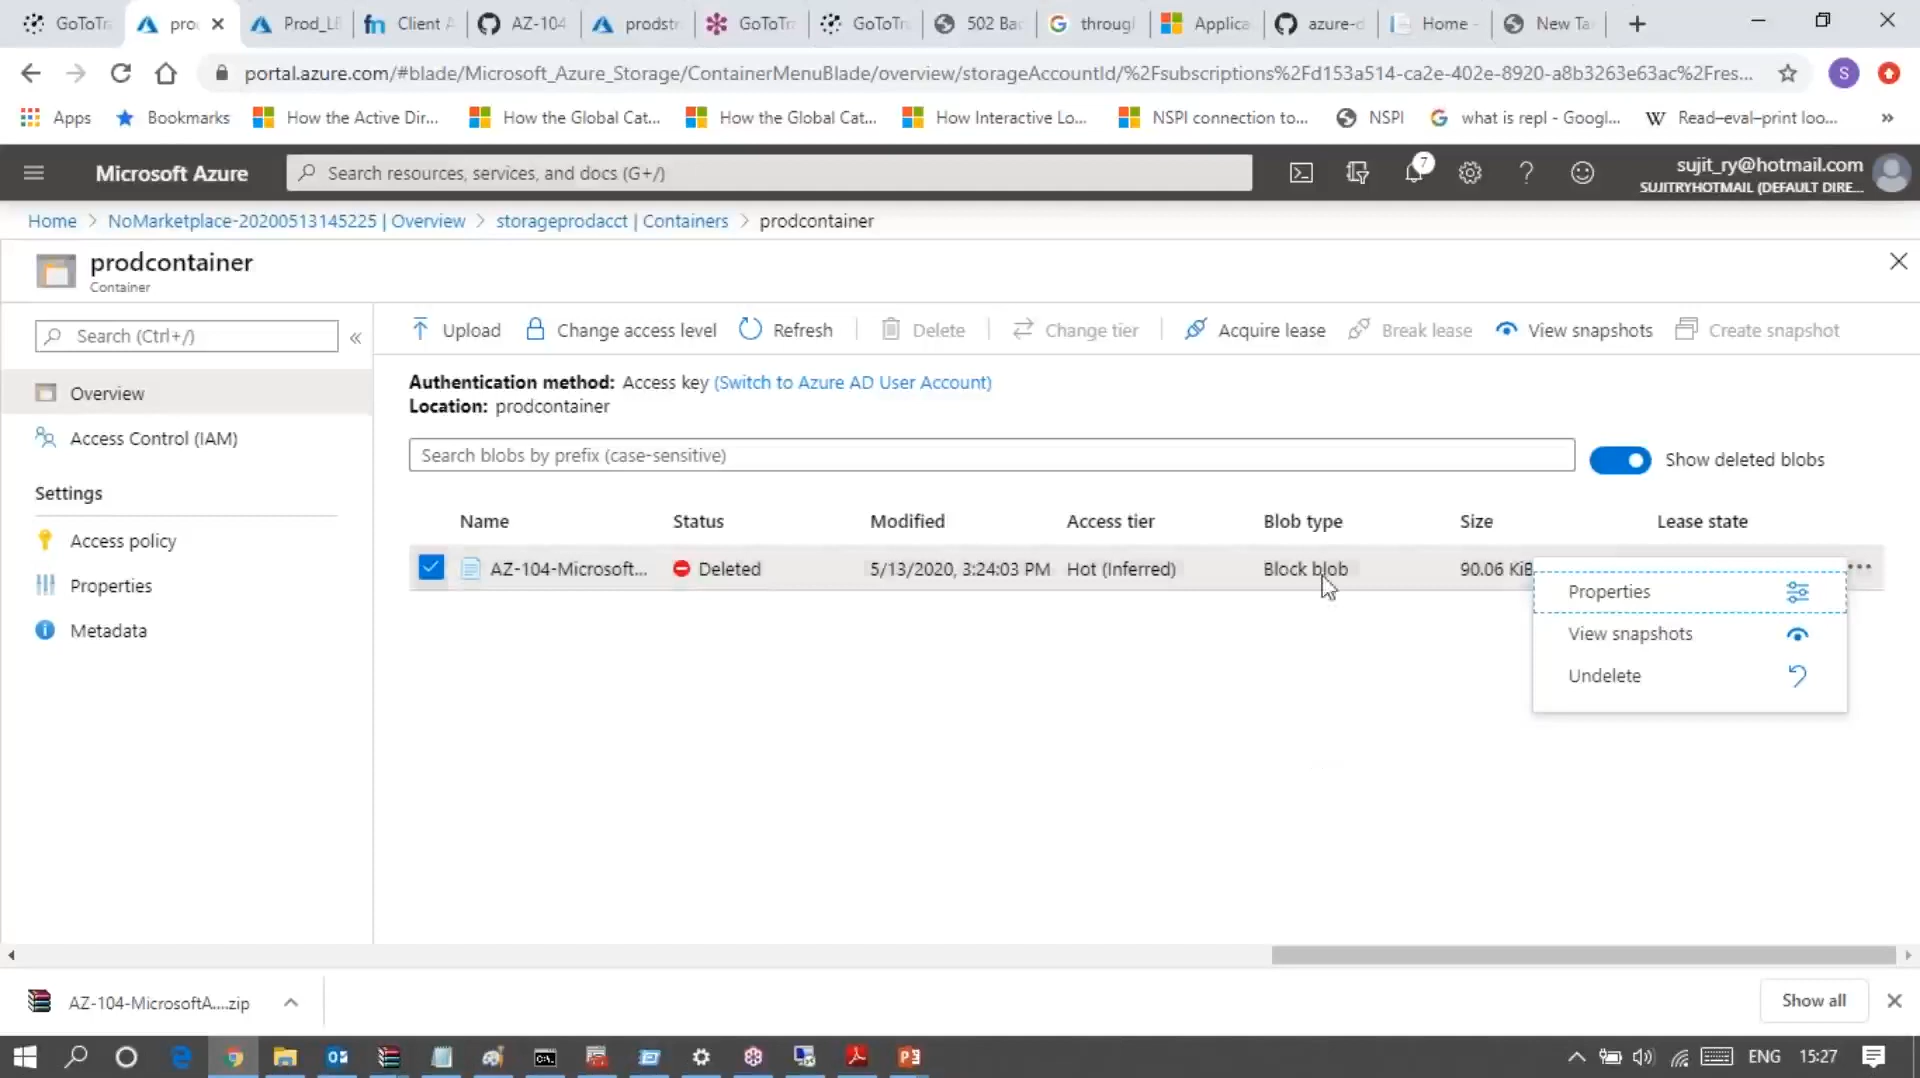 GoToTr
pro
Prod_LB
Client A
AZ-104
prodstr
GoToTr
GoToTr
502 Ba
throug
Applica
azure-d
Home -
New Ta
portal.azure.com/#blade/Microsoft_Azure_Storage/ContainerMenuBlade/overview/storageAccountId/%2Fsubscriptions%2Fd153a514-ca2e-402e-8920-a8b3263e63ac%2Fres...
S
Apps
Bookmarks
How the Active Dir...
How the Global Cat...
How the Global Cat...
How Interactive Lo...
NSPI connection to...
NSPI
what is repl - Googl...
Read–eval–print loo...
»
Microsoft Azure
Search resources, services, and docs (G+/)
7
sujit_ry@hotmail.com
SUJITRYHOTMAIL (DEFAULT DIRE...
Home > NoMarketplace-20200513145225 | Overview > storageprodacct | Containers > prodcontainer
prodcontainer
Container
Search (Ctrl+/)
«
Overview
Access Control (IAM)
Settings
Access policy
Properties
Metadata
Upload
Change access level
Refresh
Delete
Change tier
Acquire lease
Break lease
View snapshots
Create snapshot
Authentication method: Access key (Switch to Azure AD User Account)
Location: prodcontainer
Search blobs by prefix (case-sensitive)
Show deleted blobs
Name Status Modified Access tier Blob type Size Lease state
AZ-104-Microsoft... Deleted 5/13/2020, 3:24:03 PM Hot (Inferred) Block blob 90.06 KiB
Properties
View snapshots
Undelete
AZ-104-MicrosoftA....zip
Show all
ENG
15:27